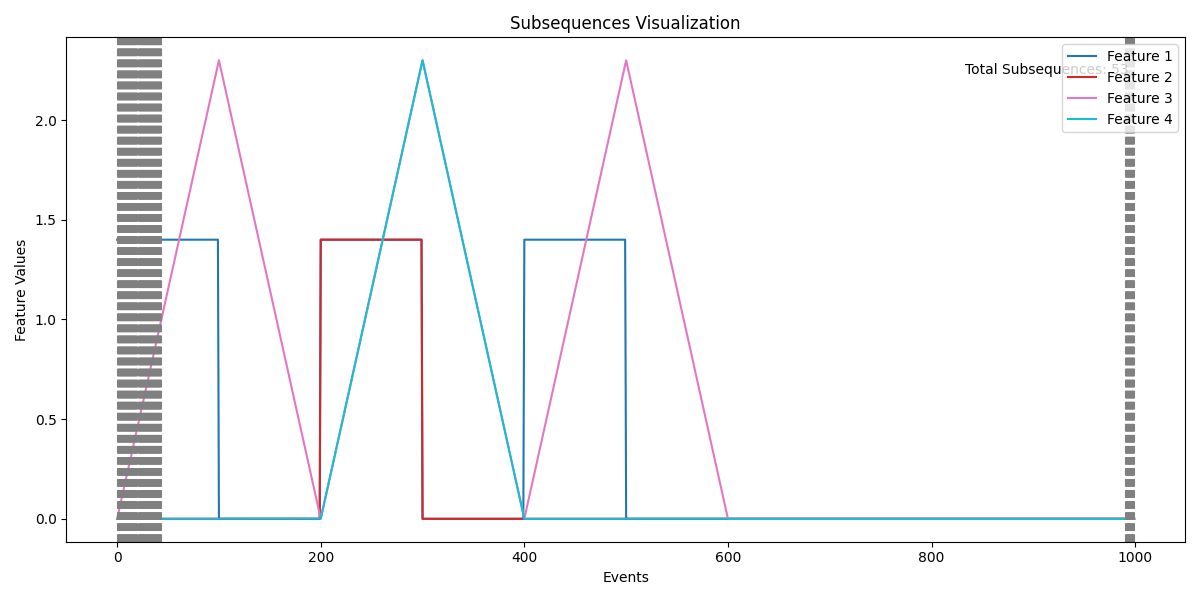 Subsequences Visualization
Total Subsequences: 53
Feature 1
Feature 2
Feature 3
Feature 4
Feature Values
2.0
1.5
1.0
0.5
0.0
0
200
400
600
800
1000
Events